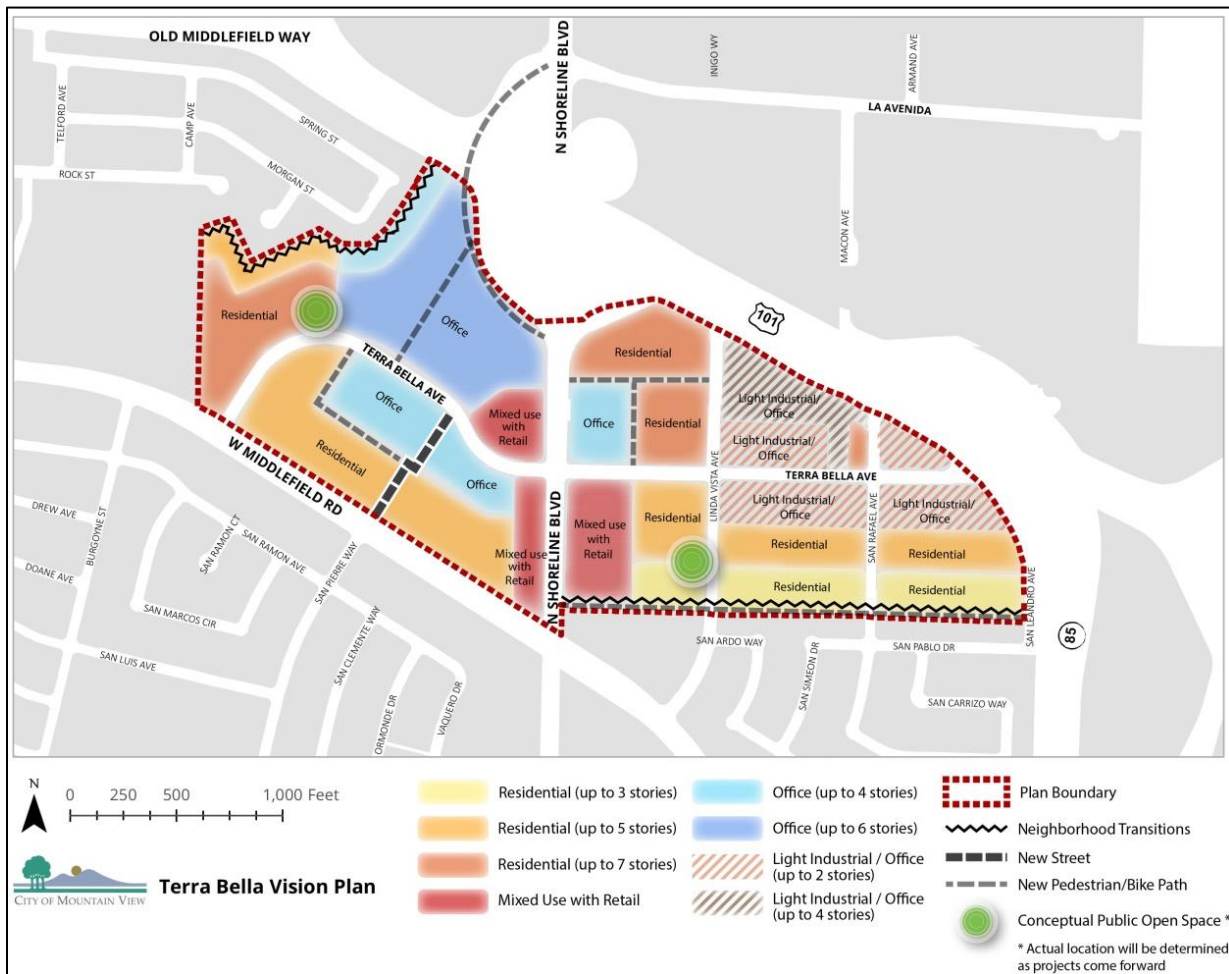 OLD MIDDLEFIELD WAY
N SHORELINE BLVD
INIGO WY
ARMAND AVE
LA AVENIDA
TELFORD AVE
CAMP AVE
SPRING ST
MORGAN ST
ROCK ST
MACON AVE
101
Residential
Office
TERRA BELLA AVE
Residential
Light Industrial/
Office
Office
Mixed use
with
Retail
Office
Residential
Light Industrial/
Office
Residential
W MIDDLEFIELD RD
Office
Mixed use
with
Retail
N SHORELINE BLVD
Mixed use
with
Retail
Residential
LINDA VISTA AVE
TERRA BELLA AVE
Light Industrial/
Office
SAN RAFAEL AVE
Light Industrial/
Office
Residential
Residential
Residential
Residential
DREW AVE
BURGOYNE ST
DOANE AVE
SAN RAMON CT
SAN RAMON AVE
SAN PIERRE WAY
SAN MARCOS CIR
SAN LUIS AVE
SAN CLEMENTE WAY
ORMONDE DR
VAQUERO DR
SAN ARDO WAY
SAN SIMEON DR
SAN PABLO DR
SAN CARRIZO WAY
SAN LEANDRO AVE
85
N
0 250 500 1,000 Feet
CITY OF MOUNTAIN VIEW
Terra Bella Vision Plan
Residential (up to 3 stories)
Residential (up to 5 stories)
Residential (up to 7 stories)
Mixed Use with Retail
Office (up to 4 stories)
Office (up to 6 stories)
Light Industrial / Office
(up to 2 stories)
Light Industrial / Office
(up to 4 stories)
Plan Boundary
Neighborhood Transitions
New Street
New Pedestrian/Bike Path
Conceptual Public Open Space *
* Actual location will be determined
as projects come forward